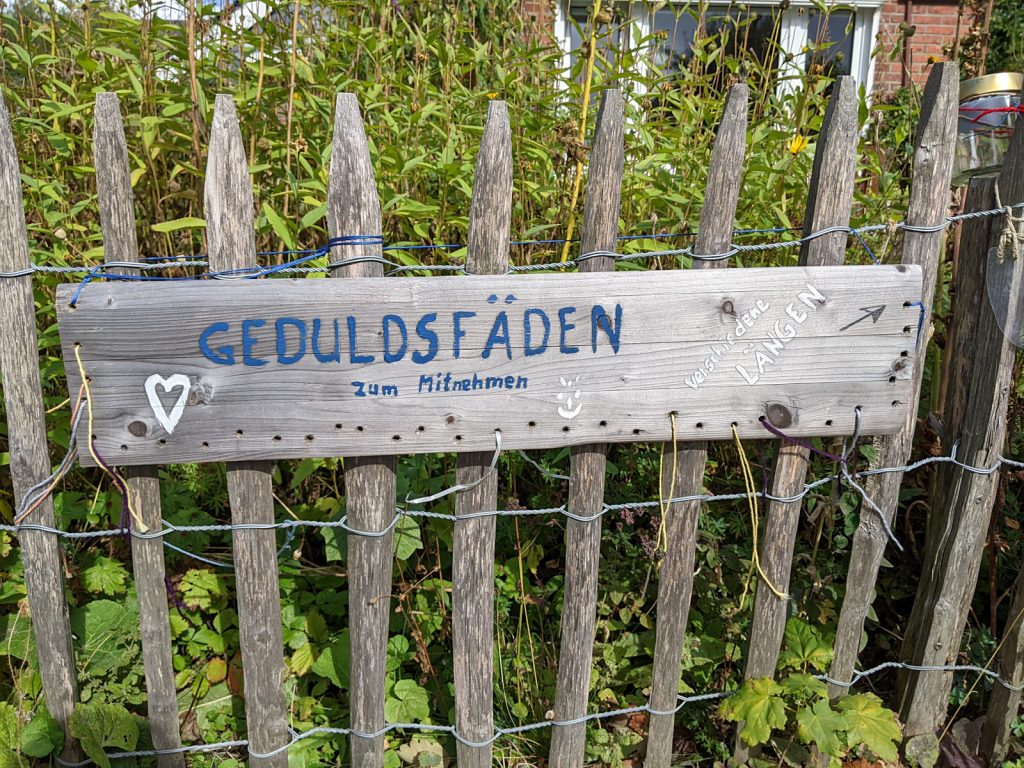 GEDULDSFÄDEN
zum Mitnehmen
verschiedene
LÄNGEN